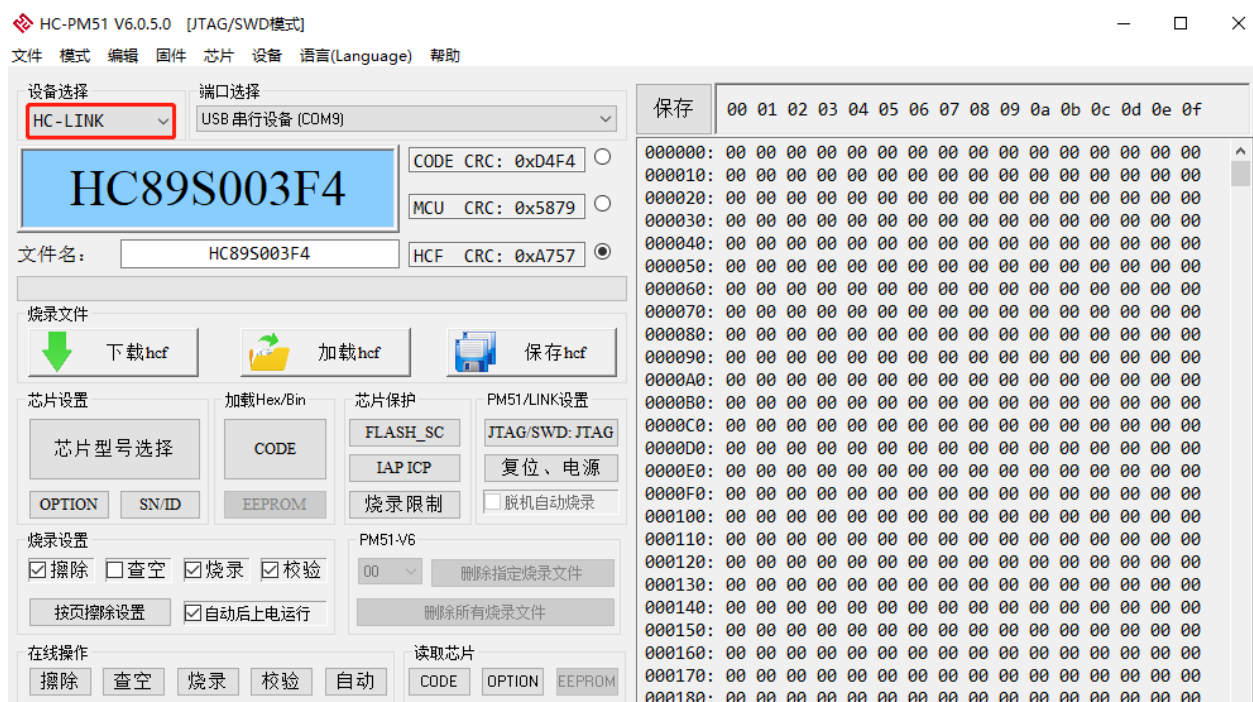 HC-PM51 V6.0.5.0 [JTAG/SWD模式]
文件 模式 编辑 固件 芯片 设备 语言(Language) 帮助
设备选择
HC-LINK
端口选择
USB 串行设备 (COM9)
HC89S003F4
CODE CRC: 0xD4F4
MCU CRC: 0x5879
文件名:
HC89S003F4
HCF CRC: 0xA757
烧录文件
下载hcf
加载hcf
保存hcf
芯片设置
芯片型号选择
OPTION
SN/ID
加载Hex/Bin
CODE
EEPROM
芯片保护
FLASH_SC
IAP ICP
烧录限制
PM51/LINK设置
JTAG/SWD: JTAG
复位、电源
脱机自动烧录
烧录设置
擦除 查空 烧录 校验
按页擦除设置
自动后上电运行
PM51-V6
00
删除指定烧录文件
删除所有烧录文件
在线操作
擦除 查空 烧录 校验 自动
读取芯片
CODE OPTION EEPROM
保存
00 01 02 03 04 05 06 07 08 09 0a 0b 0c 0d 0e 0f
000000: 00 00 00 00 00 00 00 00 00 00 00 00 00 00 00 00
000010: 00 00 00 00 00 00 00 00 00 00 00 00 00 00 00 00
000020: 00 00 00 00 00 00 00 00 00 00 00 00 00 00 00 00
000030: 00 00 00 00 00 00 00 00 00 00 00 00 00 00 00 00
000040: 00 00 00 00 00 00 00 00 00 00 00 00 00 00 00 00
000050: 00 00 00 00 00 00 00 00 00 00 00 00 00 00 00 00
000060: 00 00 00 00 00 00 00 00 00 00 00 00 00 00 00 00
000070: 00 00 00 00 00 00 00 00 00 00 00 00 00 00 00 00
000080: 00 00 00 00 00 00 00 00 00 00 00 00 00 00 00 00
000090: 00 00 00 00 00 00 00 00 00 00 00 00 00 00 00 00
0000A0: 00 00 00 00 00 00 00 00 00 00 00 00 00 00 00 00
0000B0: 00 00 00 00 00 00 00 00 00 00 00 00 00 00 00 00
0000C0: 00 00 00 00 00 00 00 00 00 00 00 00 00 00 00 00
0000D0: 00 00 00 00 00 00 00 00 00 00 00 00 00 00 00 00
0000E0: 00 00 00 00 00 00 00 00 00 00 00 00 00 00 00 00
0000F0: 00 00 00 00 00 00 00 00 00 00 00 00 00 00 00 00
000100: 00 00 00 00 00 00 00 00 00 00 00 00 00 00 00 00
000110: 00 00 00 00 00 00 00 00 00 00 00 00 00 00 00 00
000120: 00 00 00 00 00 00 00 00 00 00 00 00 00 00 00 00
000130: 00 00 00 00 00 00 00 00 00 00 00 00 00 00 00 00
000140: 00 00 00 00 00 00 00 00 00 00 00 00 00 00 00 00
000150: 00 00 00 00 00 00 00 00 00 00 00 00 00 00 00 00
000160: 00 00 00 00 00 00 00 00 00 00 00 00 00 00 00 00
000170: 00 00 00 00 00 00 00 00 00 00 00 00 00 00 00 00
000180: 00 00 00 00 00 00 00 00 00 00 00 00 00 00 00 00